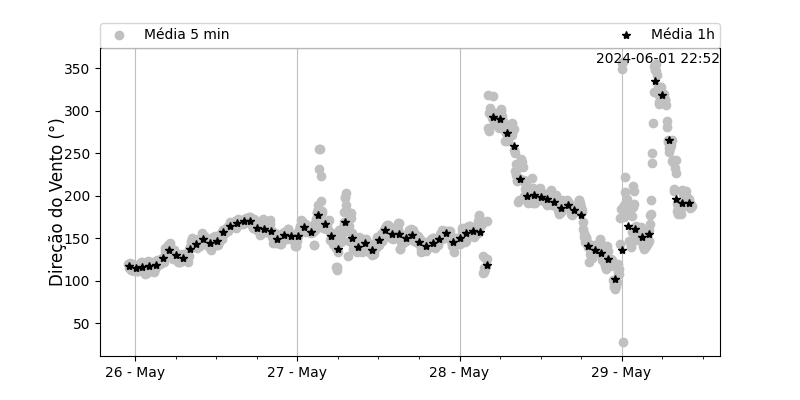 Média 5 min
Média 1h
2024-06-01 22:52
Direção do Vento (°)
350
300
250
200
150
100
50
26 - May
27 - May
28 - May
29 - May